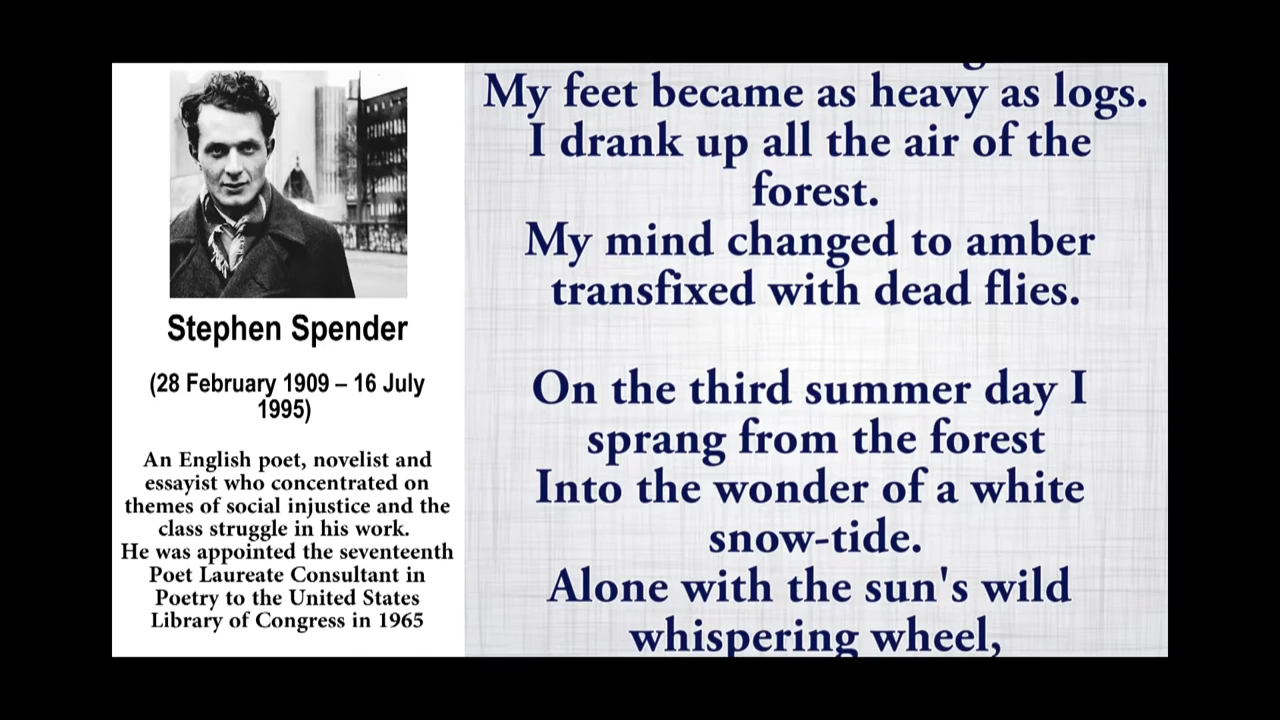 Stephen Spender
(28 February 1909 – 16 July
1995)
An English poet, novelist and
essayist who concentrated on
themes of social injustice and the
class struggle in his work.
He was appointed the seventeenth
Poet Laureate Consultant in
Poetry to the United States
Library of Congress in 1965
My feet became as heavy as logs.
I drank up all the air of the
forest.
My mind changed to amber
transfixed with dead flies.
On the third summer day I
sprang from the forest
Into the wonder of a white
snow-tide.
Alone with the sun's wild
whispering wheel,